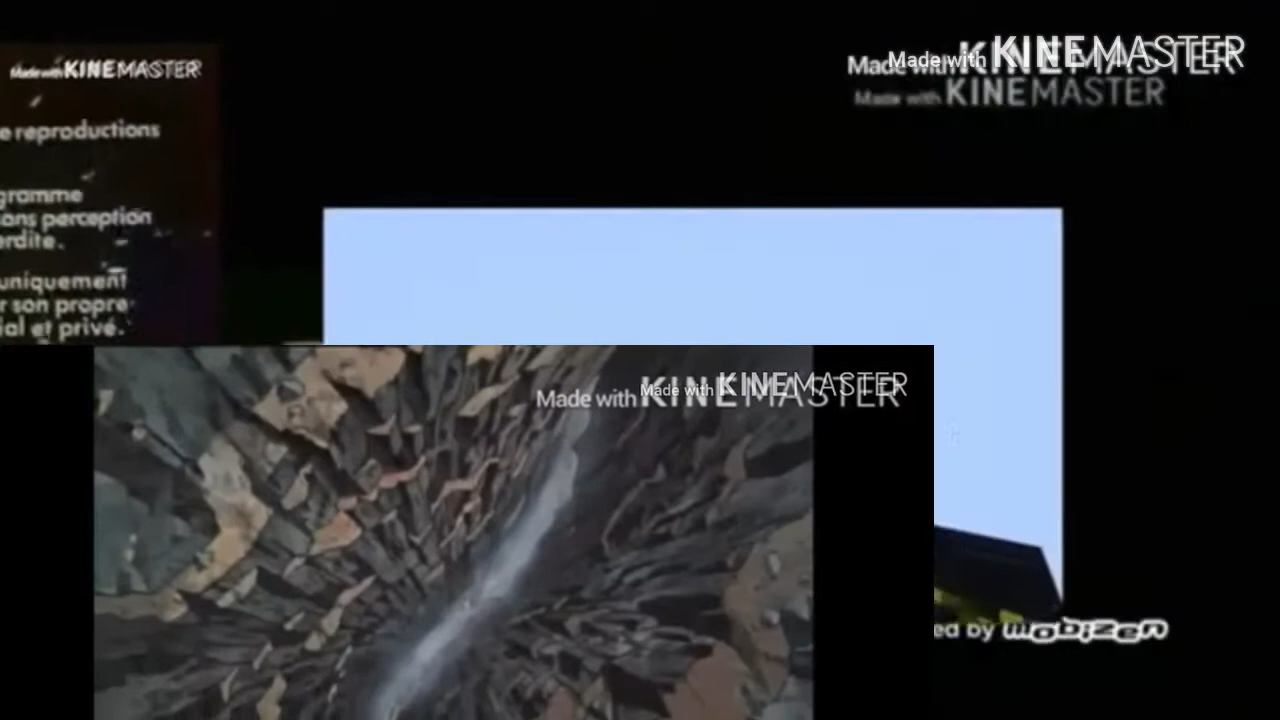 Made with KINEMASTER
Made with KINEMASTER
Made with KINEMASTER
Made with KINEMASTER
e reproductions
gramme
ans perception
erdite.
uniquement
r son propre
ial et privé.
Made with KINEMASTER
Made with KINEMASTER
ed by mobizen